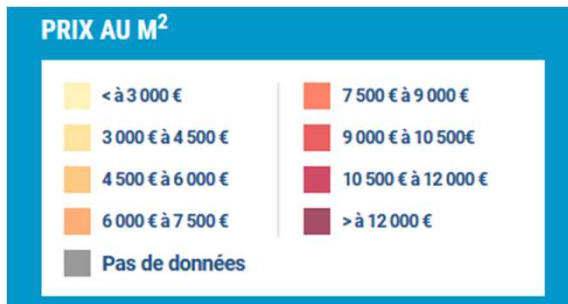 PRIX AU M²
< à 3 000 €
3 000 € à 4 500 €
4 500 € à 6 000 €
6 000 € à 7 500 €
Pas de données
7 500 € à 9 000 €
9 000 € à 10 500€
10 500 € à 12 000 €
> à 12 000 €